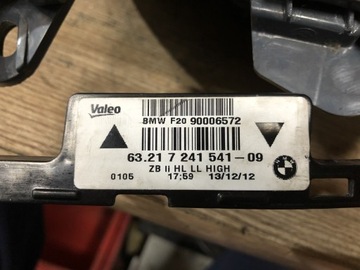 Valeo
BMW F20 90006572
63.21 7 241 541-09
ZB II HL LL HIGH
0105 17:59 13/12/12